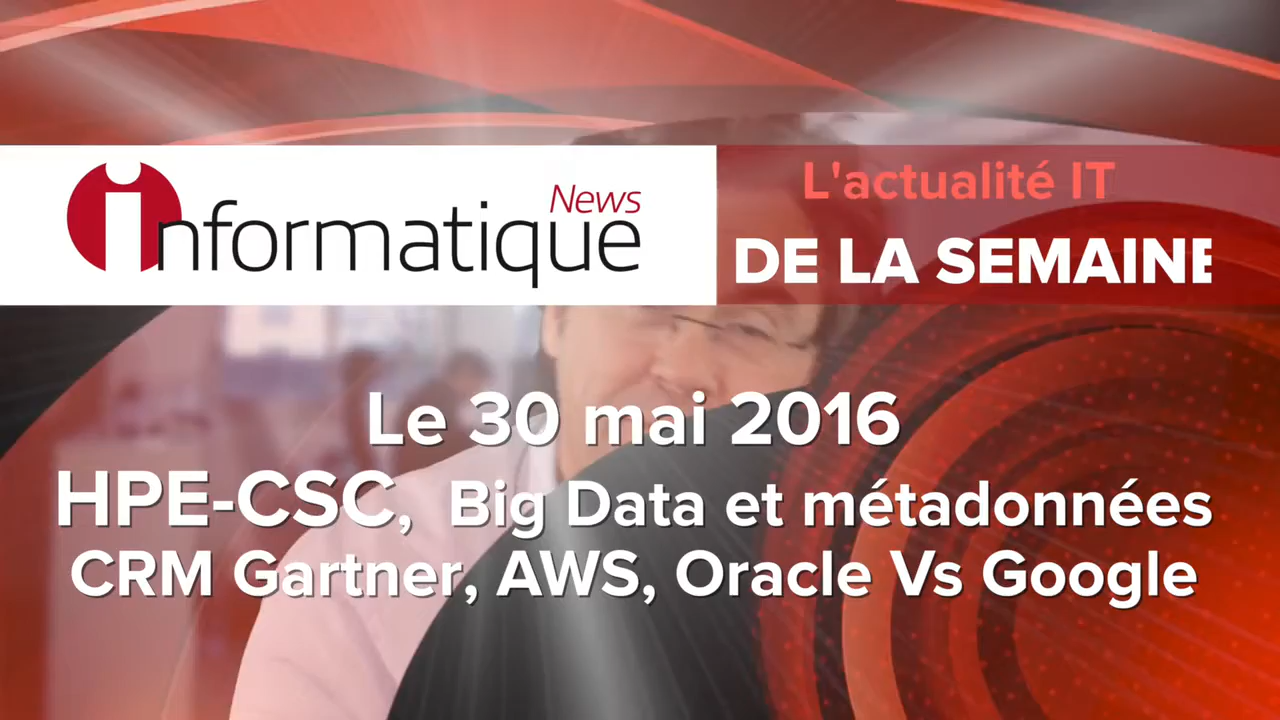 News
informatique
L'actualité IT
DE LA SEMAINE
Le 30 mai 2016
HPE-CSC, Big Data et métadonnées
CRM Gartner, AWS, Oracle Vs Google